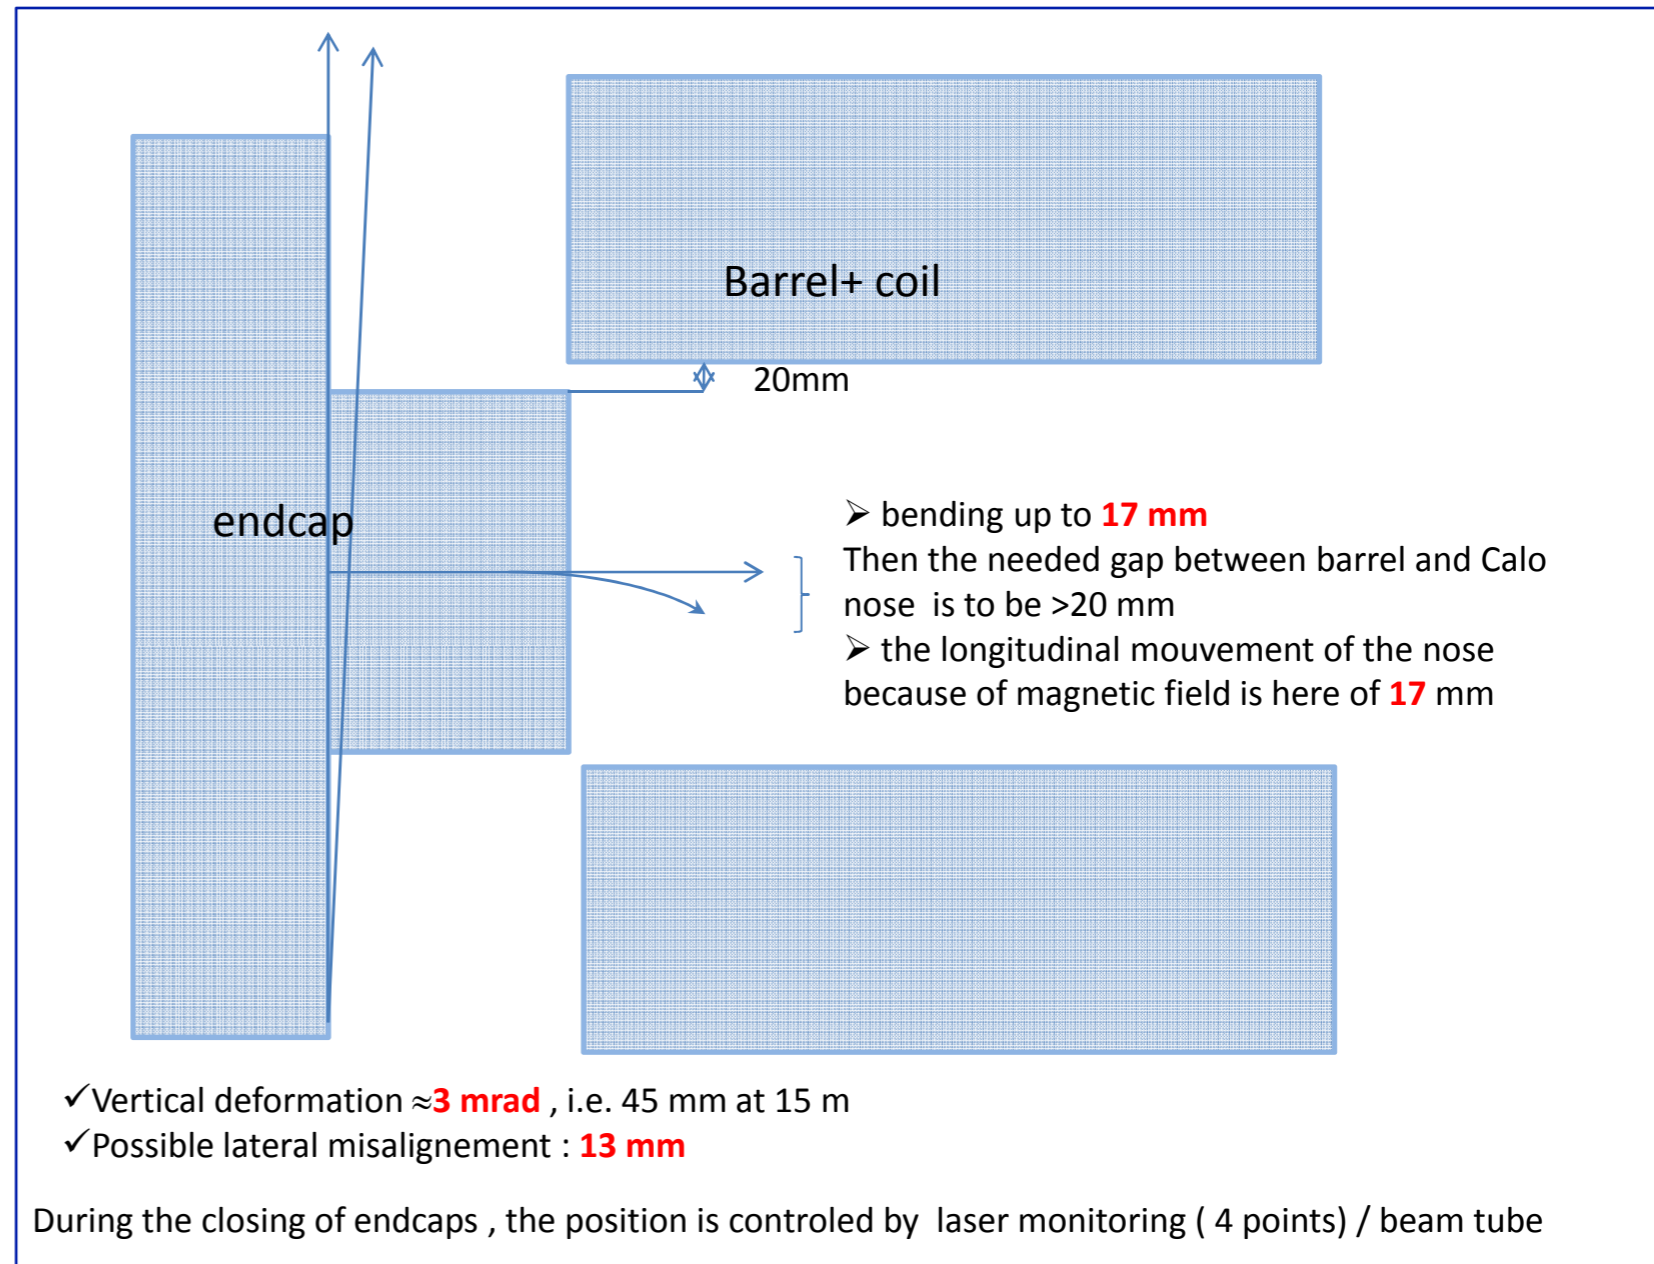 Barrel+ coil
20mm
endcap
➢ bending up to 17 mm
Then the needed gap between barrel and Calo
nose is to be >20 mm
➢ the longitudinal mouvement of the nose
because of magnetic field is here of 17 mm
✓Vertical deformation ≈3 mrad , i.e. 45 mm at 15 m
✓Possible lateral misalignement : 13 mm
During the closing of endcaps , the position is controled by laser monitoring ( 4 points) / beam tube